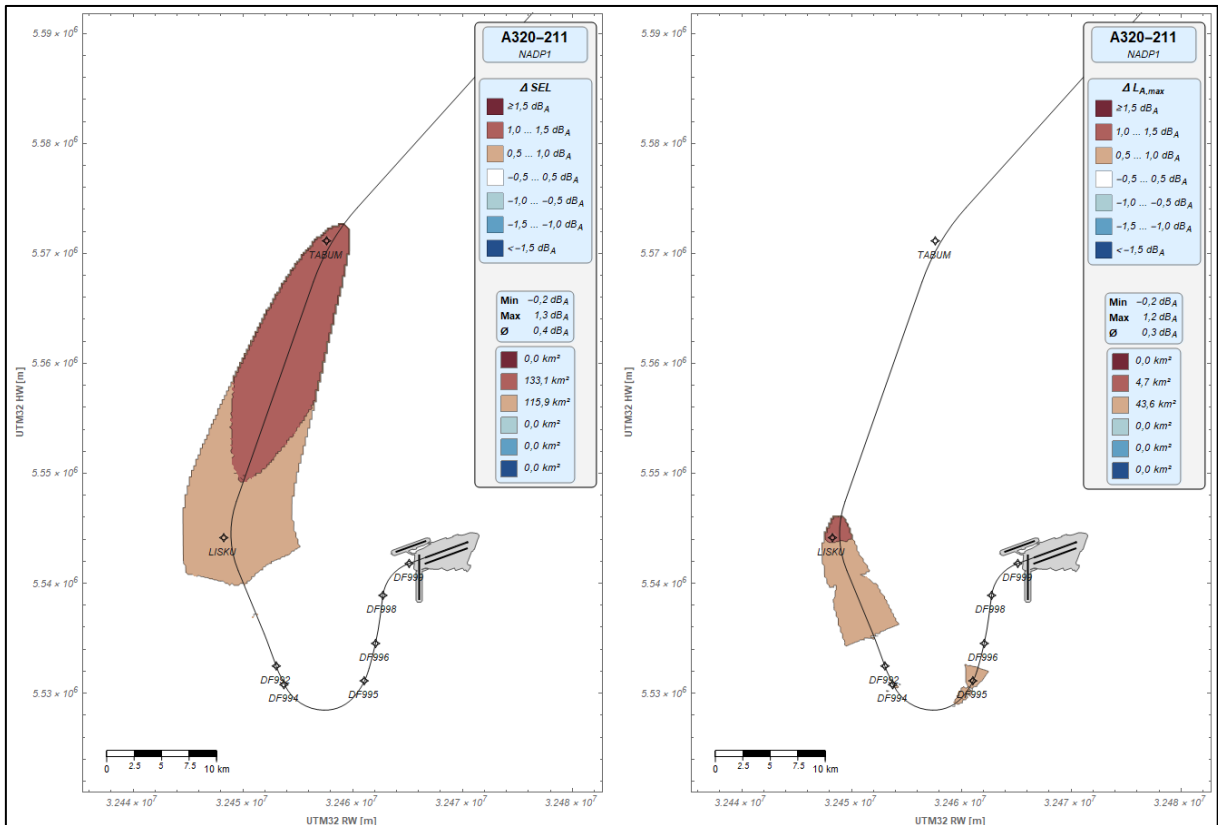 A320–211
NADP1
Δ SEL
≥1,5 dBA
1,0 ... 1,5 dBA
0,5 ... 1,0 dBA
–0,5 ... 0,5 dBA
–1,0 ... –0,5 dBA
–1,5 ... –1,0 dBA
<–1,5 dBA
Min –0,2 dBA
Max 1,3 dBA
Ø 0,4 dBA
0,0 km²
133,1 km²
115,9 km²
0,0 km²
0,0 km²
0,0 km²
5.59 × 10⁶
5.58 × 10⁶
5.57 × 10⁶
5.56 × 10⁶
5.55 × 10⁶
5.54 × 10⁶
5.53 × 10⁶
UTM32 HW [m]
TABUM
LISKU
DF999
DF998
DF996
DF995
DF992
DF994
0 2.5 5 7.5 10 km
3.244 × 10⁷ 3.245 × 10⁷ 3.246 × 10⁷ 3.247 × 10⁷ 3.248 × 10⁷
UTM32 RW [m]
A320–211
NADP1
Δ LA,max
≥1,5 dBA
1,0 ... 1,5 dBA
0,5 ... 1,0 dBA
–0,5 ... 0,5 dBA
–1,0 ... –0,5 dBA
–1,5 ... –1,0 dBA
<–1,5 dBA
Min –0,2 dBA
Max 1,2 dBA
Ø 0,3 dBA
0,0 km²
4,7 km²
43,6 km²
0,0 km²
0,0 km²
0,0 km²
5.59 × 10⁶
5.58 × 10⁶
5.57 × 10⁶
5.56 × 10⁶
5.55 × 10⁶
5.54 × 10⁶
5.53 × 10⁶
UTM32 HW [m]
TABUM
LISKU
DF999
DF998
DF996
DF995
DF992
DF994
0 2.5 5 7.5 10 km
3.244 × 10⁷ 3.245 × 10⁷ 3.246 × 10⁷ 3.247 × 10⁷ 3.248 × 10⁷
UTM32 RW [m]